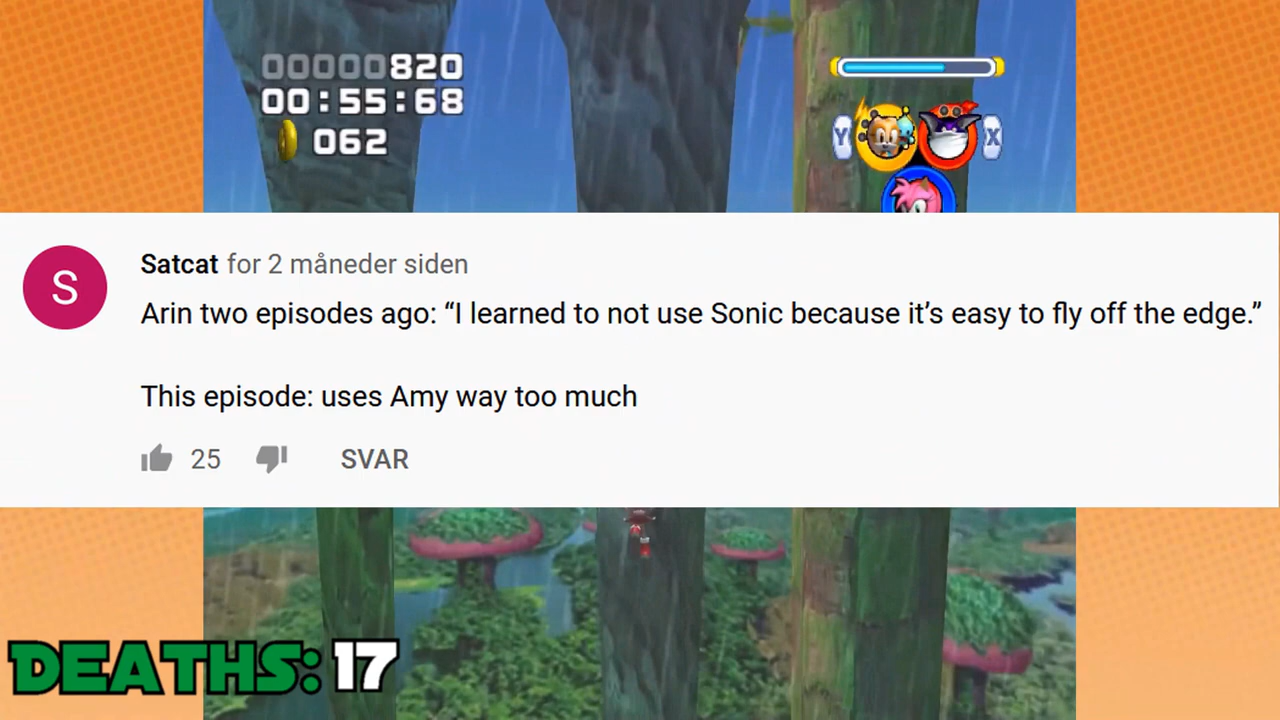 00000820
00:55:68
062
Y X
S
Satcat for 2 måneder siden
Arin two episodes ago: “I learned to not use Sonic because it’s easy to fly off the edge.”
This episode: uses Amy way too much
25 SVAR
DEATHS: 17